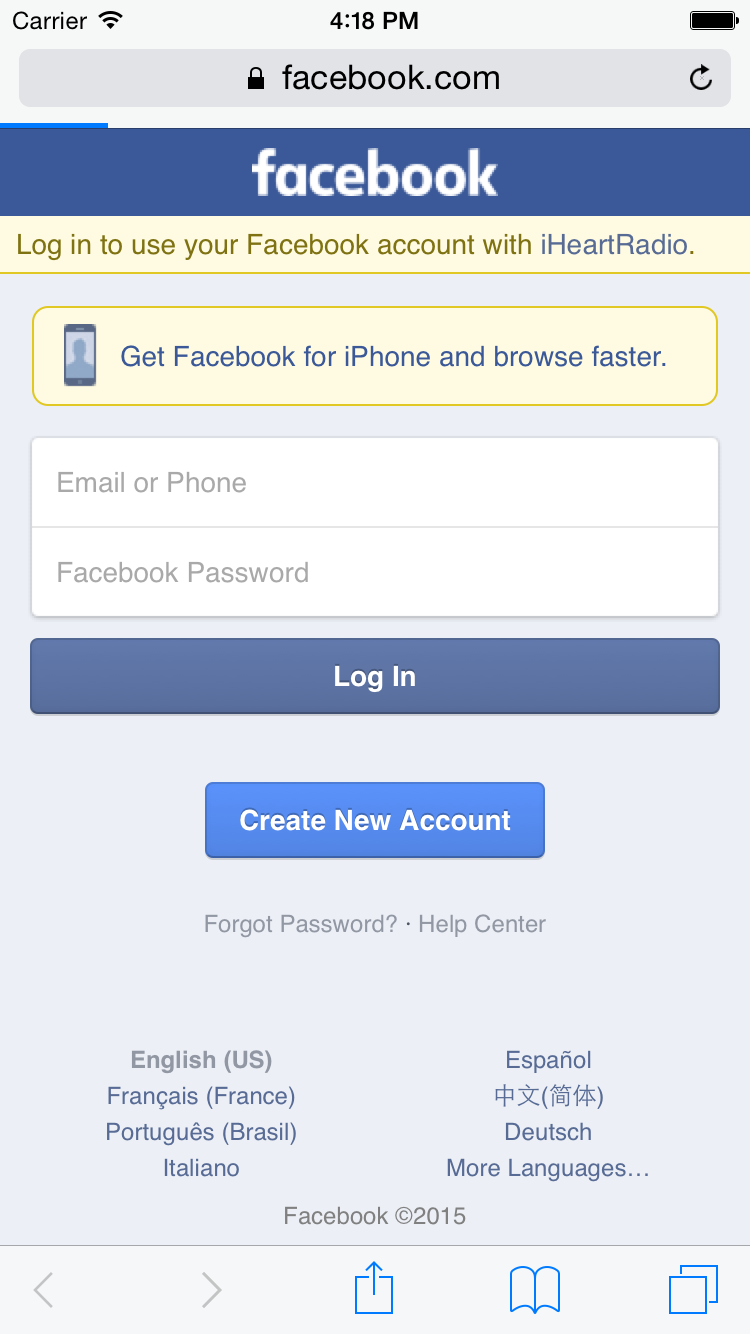 Carrier 4:18 PM
facebook.com
facebook
Log in to use your Facebook account with iHeartRadio.
Get Facebook for iPhone and browse faster.
Email or Phone
Facebook Password
Log In
Create New Account
Forgot Password? · Help Center
English (US) Español
Français (France) 中文(简体)
Português (Brasil) Deutsch
Italiano More Languages…
Facebook ©2015